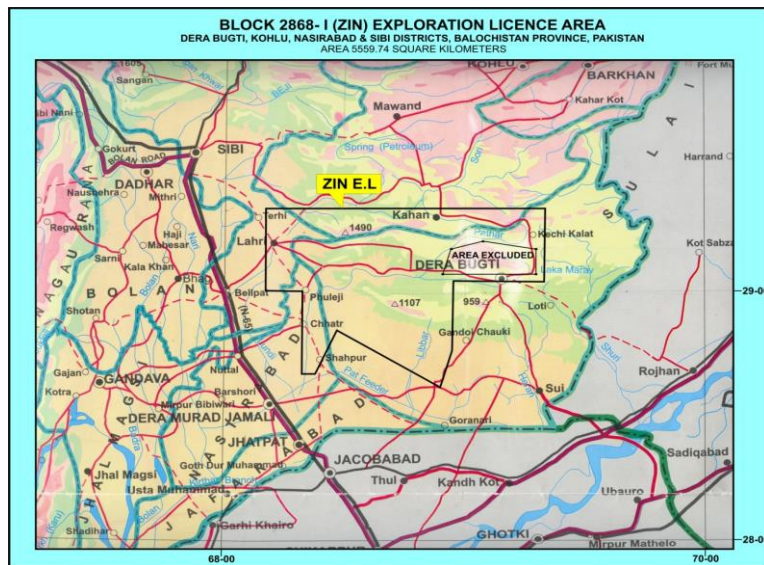 BLOCK 2868- I (ZIN) EXPLORATION LICENCE AREA
DERA BUGTI, KOHLU, NASIRABAD & SIBI DISTRICTS, BALOCHISTAN PROVINCE, PAKISTAN
AREA 5559.74 SQUARE KILOMETERS
KOHLU
BARKHAN
Sangan
Kahar Kot
Mawand
Gokurt
BOLAN ROAD
SIBI
Spring (Petroleum)
Harrand
DADHAR
Naushehra
Mithri
ZIN E.L
SULAI
Regwash
Haji
Mabesar
Nari
Lahri
1490
Kahan
Kechi Kalat
Kot Sabza
Sarni
Kala Khan
AREA EXCLUDED
DERA BUGTI
Bhag
BOLAN
Bellpat
Phuleji
1107
959
Loti
29-00
Shotan
(N-65)
Chhatr
Gandoi Chauki
Shahpur
Nuttal
Gajan
GANDAVA
Kotra
Pat Feeder
Sui
Rojhan
Barshori
Mirpur Bibiwari
DERA MURAD JAMALI
Goranari
JHATPAT
Goth Dur Muhammad
JACOBABAD
Sadiqabad
Jhal Magsi
Usta Muhammad
Thul
Kandh Kot
Ubauro
Shadihar
Garhi Khairo
GHOTKI
Mirpur Mathelo
28-00
68-00
70-00